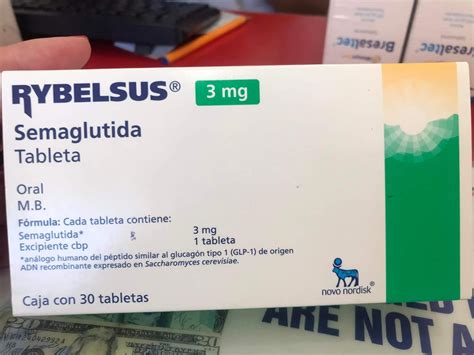 Bresaltec
Bresaltec
RYBELSUS® 3 mg
Semaglutida
Tableta
Oral
M.B.
Fórmula: Cada tableta contiene:
Semaglutida* 3 mg
Excipiente cbp 1 tableta
*análogo humano del péptido similar al glucagón tipo 1 (GLP-1) de origen
ADN recombinante expresado en Saccharomyces cerevisiae.
novo nordisk®
Caja con 30 tabletas
ARE NOT A